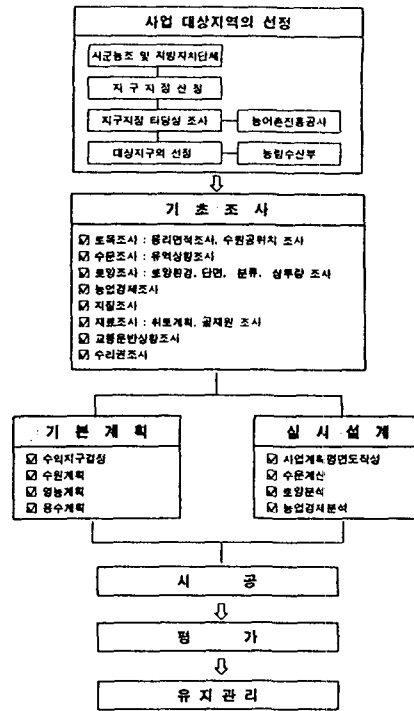 사업 대상지역의 선정
시군농조 및 지방자치단체
지 구 지 정 신 청
지구지정 타당성 조사
농어촌진흥공사
대상지구의 선정
농림수산부
기 초 조 사
☑ 토목조사 : 몽리면적조사, 수원공위치 조사
☑ 수문조사 : 유역상황조사
☑ 토양조사 : 토양환경, 단면, 분류, 침투량 조사
☑ 농업경제조사
☑ 지질조사
☑ 재료조사 : 취토계획, 골재원 조사
☑ 교통운반상황조사
☑ 수리권조사
기 본 계 획
☑ 수익지구결정
☑ 수원계획
☑ 영농계획
☑ 용수계획
실 시 설 계
☑ 사업계획평면도작성
☑ 수문계산
☑ 토양분석
☑ 농업경제분석
시 공
평 가
유 지 관 리